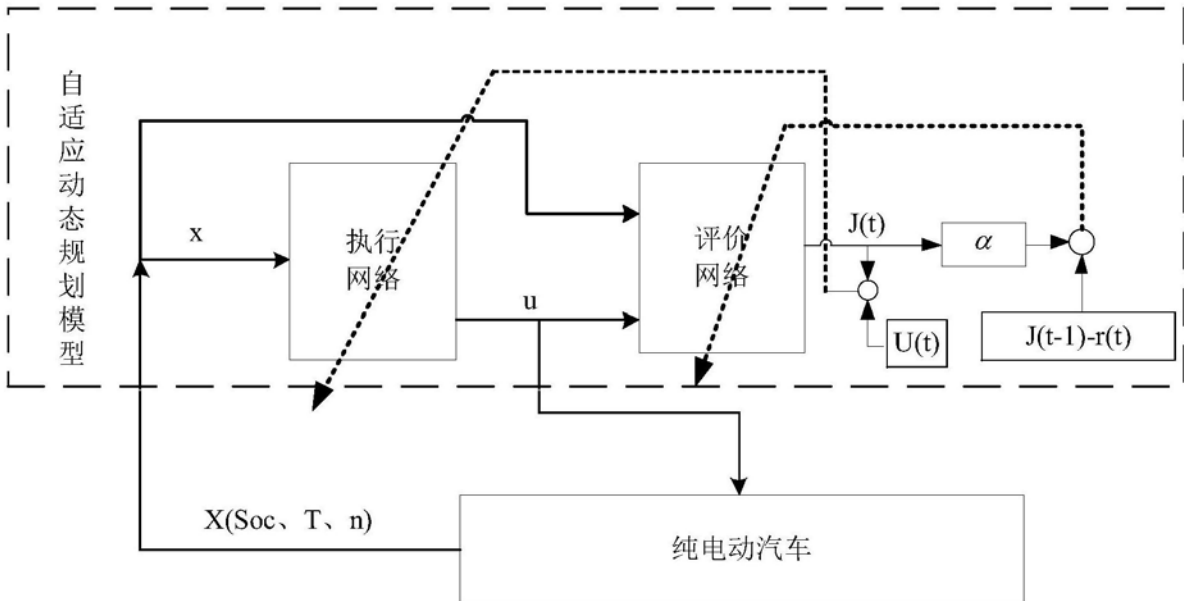 自适应动态规划模型
x
执行
网络
u
评价
网络
J(t)
α
U(t)
J(t-1)-r(t)
X(Soc、T、n)
纯电动汽车